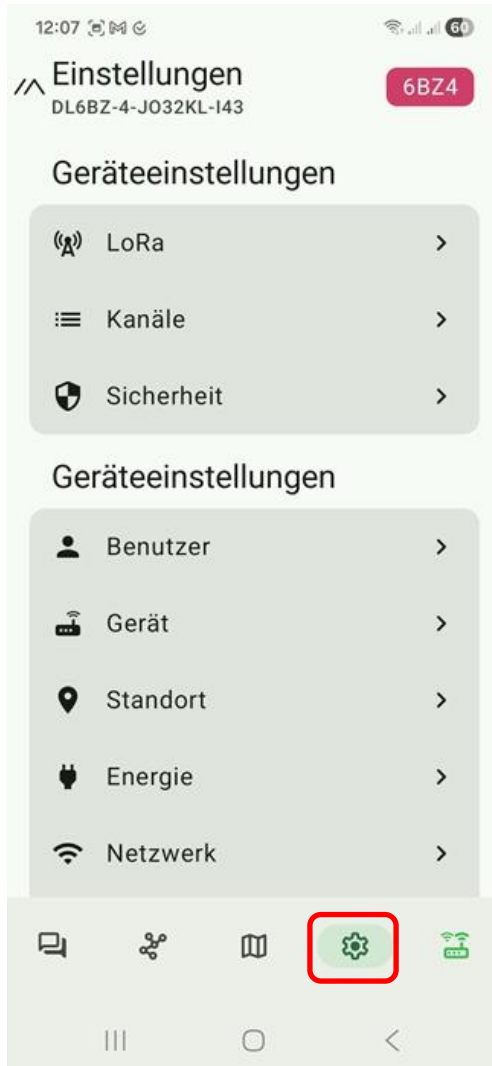 12:07
60
Einstellungen
DL6BZ-4-JO32KL-I43
6BZ4
Geräteeinstellungen
LoRa
Kanäle
Sicherheit
Geräteeinstellungen
Benutzer
Gerät
Standort
Energie
Netzwerk